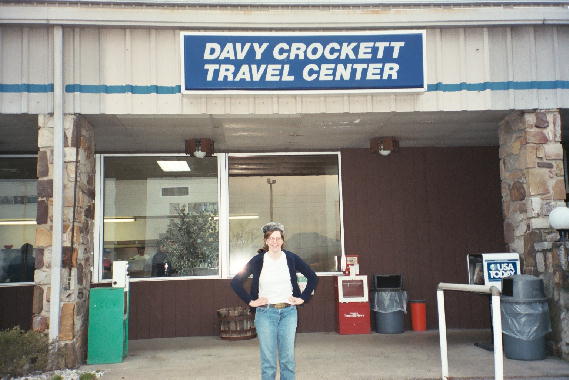 DAVY CROCKETT
TRAVEL CENTER
USA
TODAY